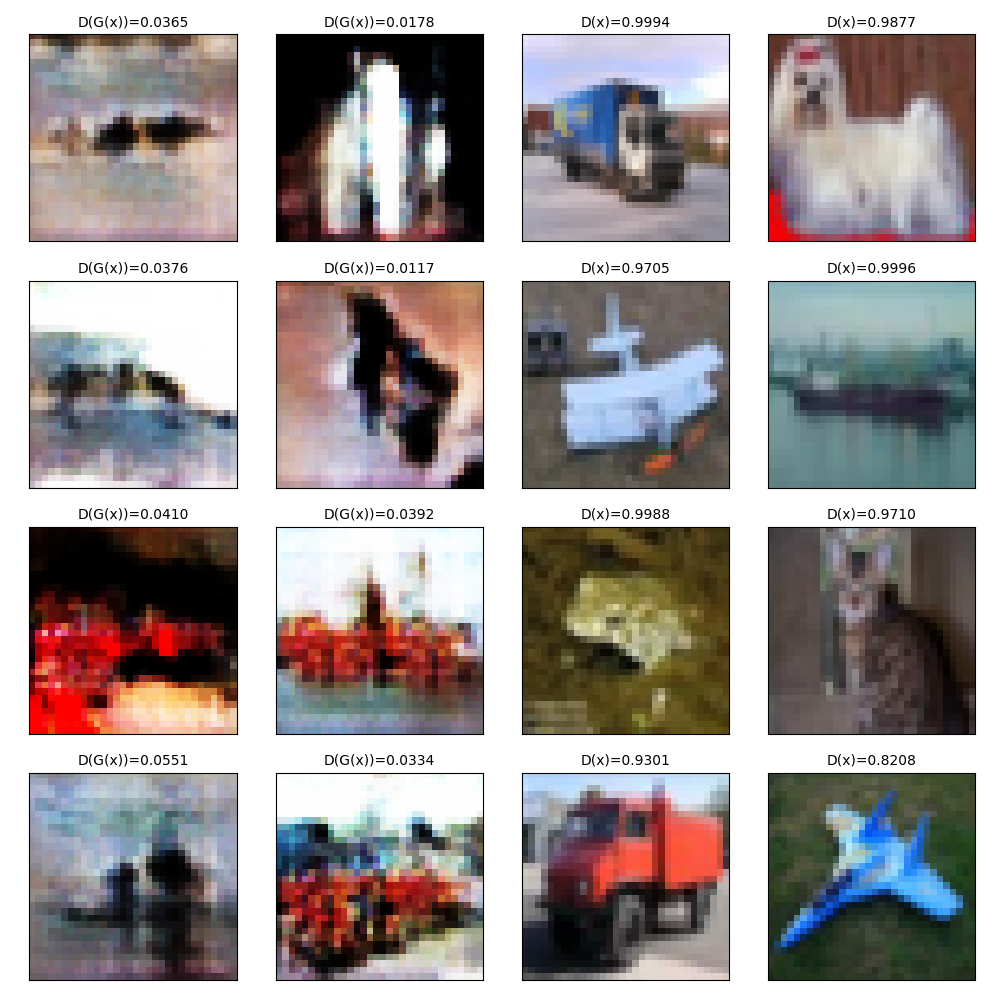 D(G(x))=0.0365
D(G(x))=0.0178
D(x)=0.9994
D(x)=0.9877
D(G(x))=0.0376
D(G(x))=0.0117
D(x)=0.9705
D(x)=0.9996
D(G(x))=0.0410
D(G(x))=0.0392
D(x)=0.9988
D(x)=0.9710
D(G(x))=0.0551
D(G(x))=0.0334
D(x)=0.9301
D(x)=0.8208